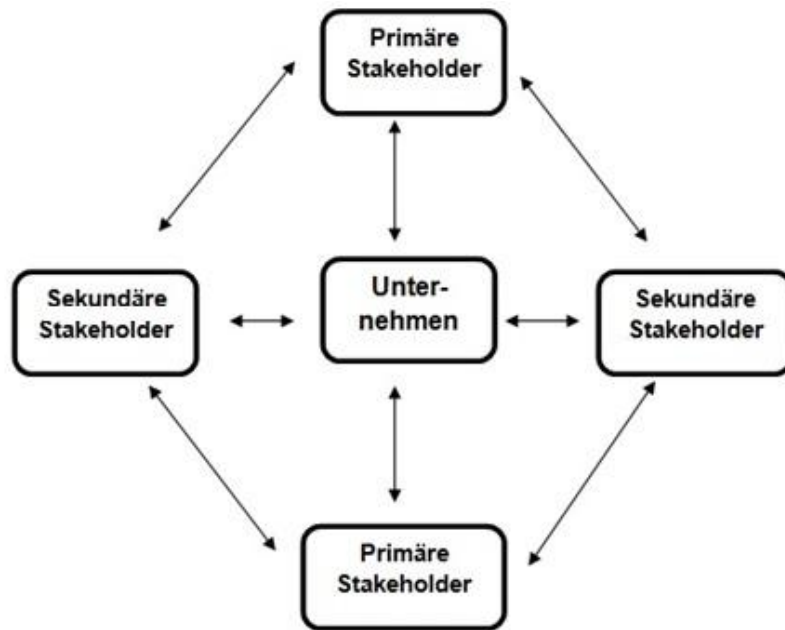 Primäre
Stakeholder
Sekundäre
Stakeholder
Unter-
nehmen
Sekundäre
Stakeholder
Primäre
Stakeholder